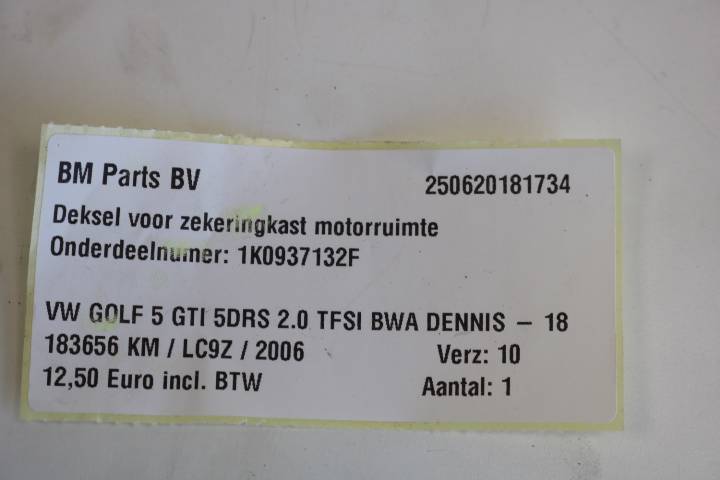 BM Parts BV 250620181734
Deksel voor zekeringkast motorruimte
Onderdeelnumer: 1K0937132F
VW GOLF 5 GTI 5DRS 2.0 TFSI BWA DENNIS – 18
183656 KM / LC9Z / 2006 Verz: 10
12,50 Euro incl. BTW Aantal: 1